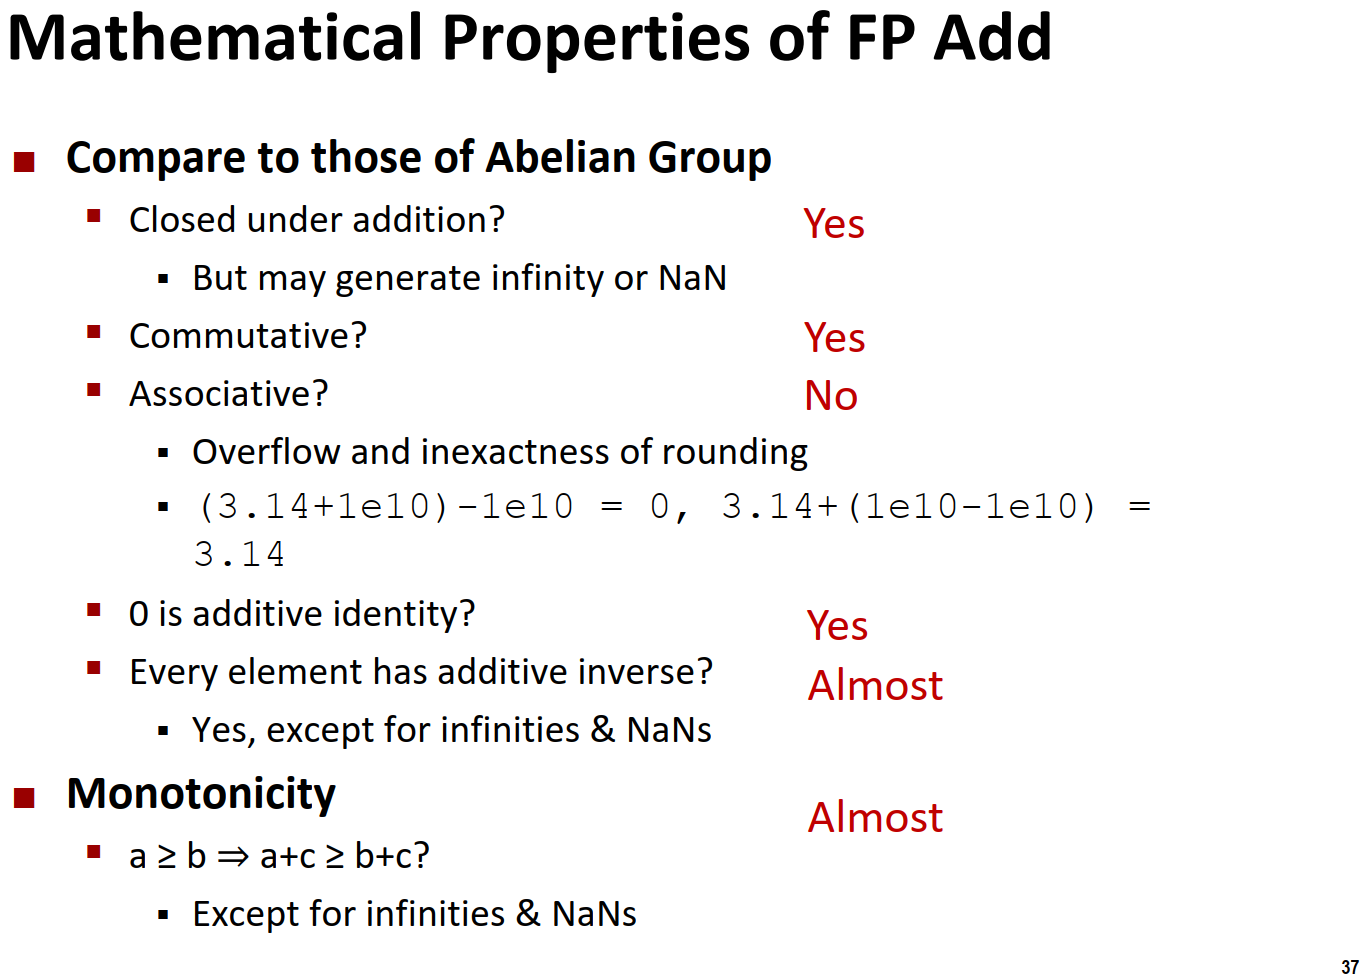 Mathematical Properties of FP Add
Compare to those of Abelian Group
Closed under addition? Yes
But may generate infinity or NaN
Commutative? Yes
Associative? No
Overflow and inexactness of rounding
(3.14+1e10)-1e10 = 0, 3.14+(1e10-1e10) =
3.14
0 is additive identity? Yes
Every element has additive inverse? Almost
Yes, except for infinities & NaNs
Monotonicity Almost
a ≥ b ⇒ a+c ≥ b+c?
Except for infinities & NaNs
37